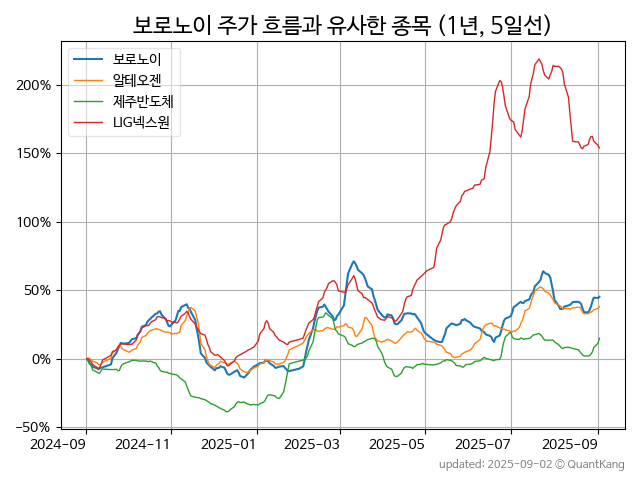 보로노이 주가 흐름과 유사한 종목 (1년, 5일선)
보로노이
알테오젠
제주반도체
LIG넥스원
200%
150%
100%
50%
0%
−50%
2024-09
2024-11
2025-01
2025-03
2025-05
2025-07
2025-09
updated: 2025-09-02 © QuantKang